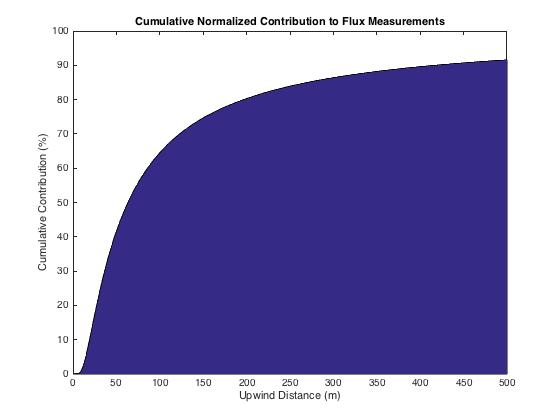 Cumulative Normalized Contribution to Flux Measurements
100
90
80
70
60
50
40
30
20
10
0
Cumulative Contribution (%)
0 50 100 150 200 250 300 350 400 450 500
Upwind Distance (m)